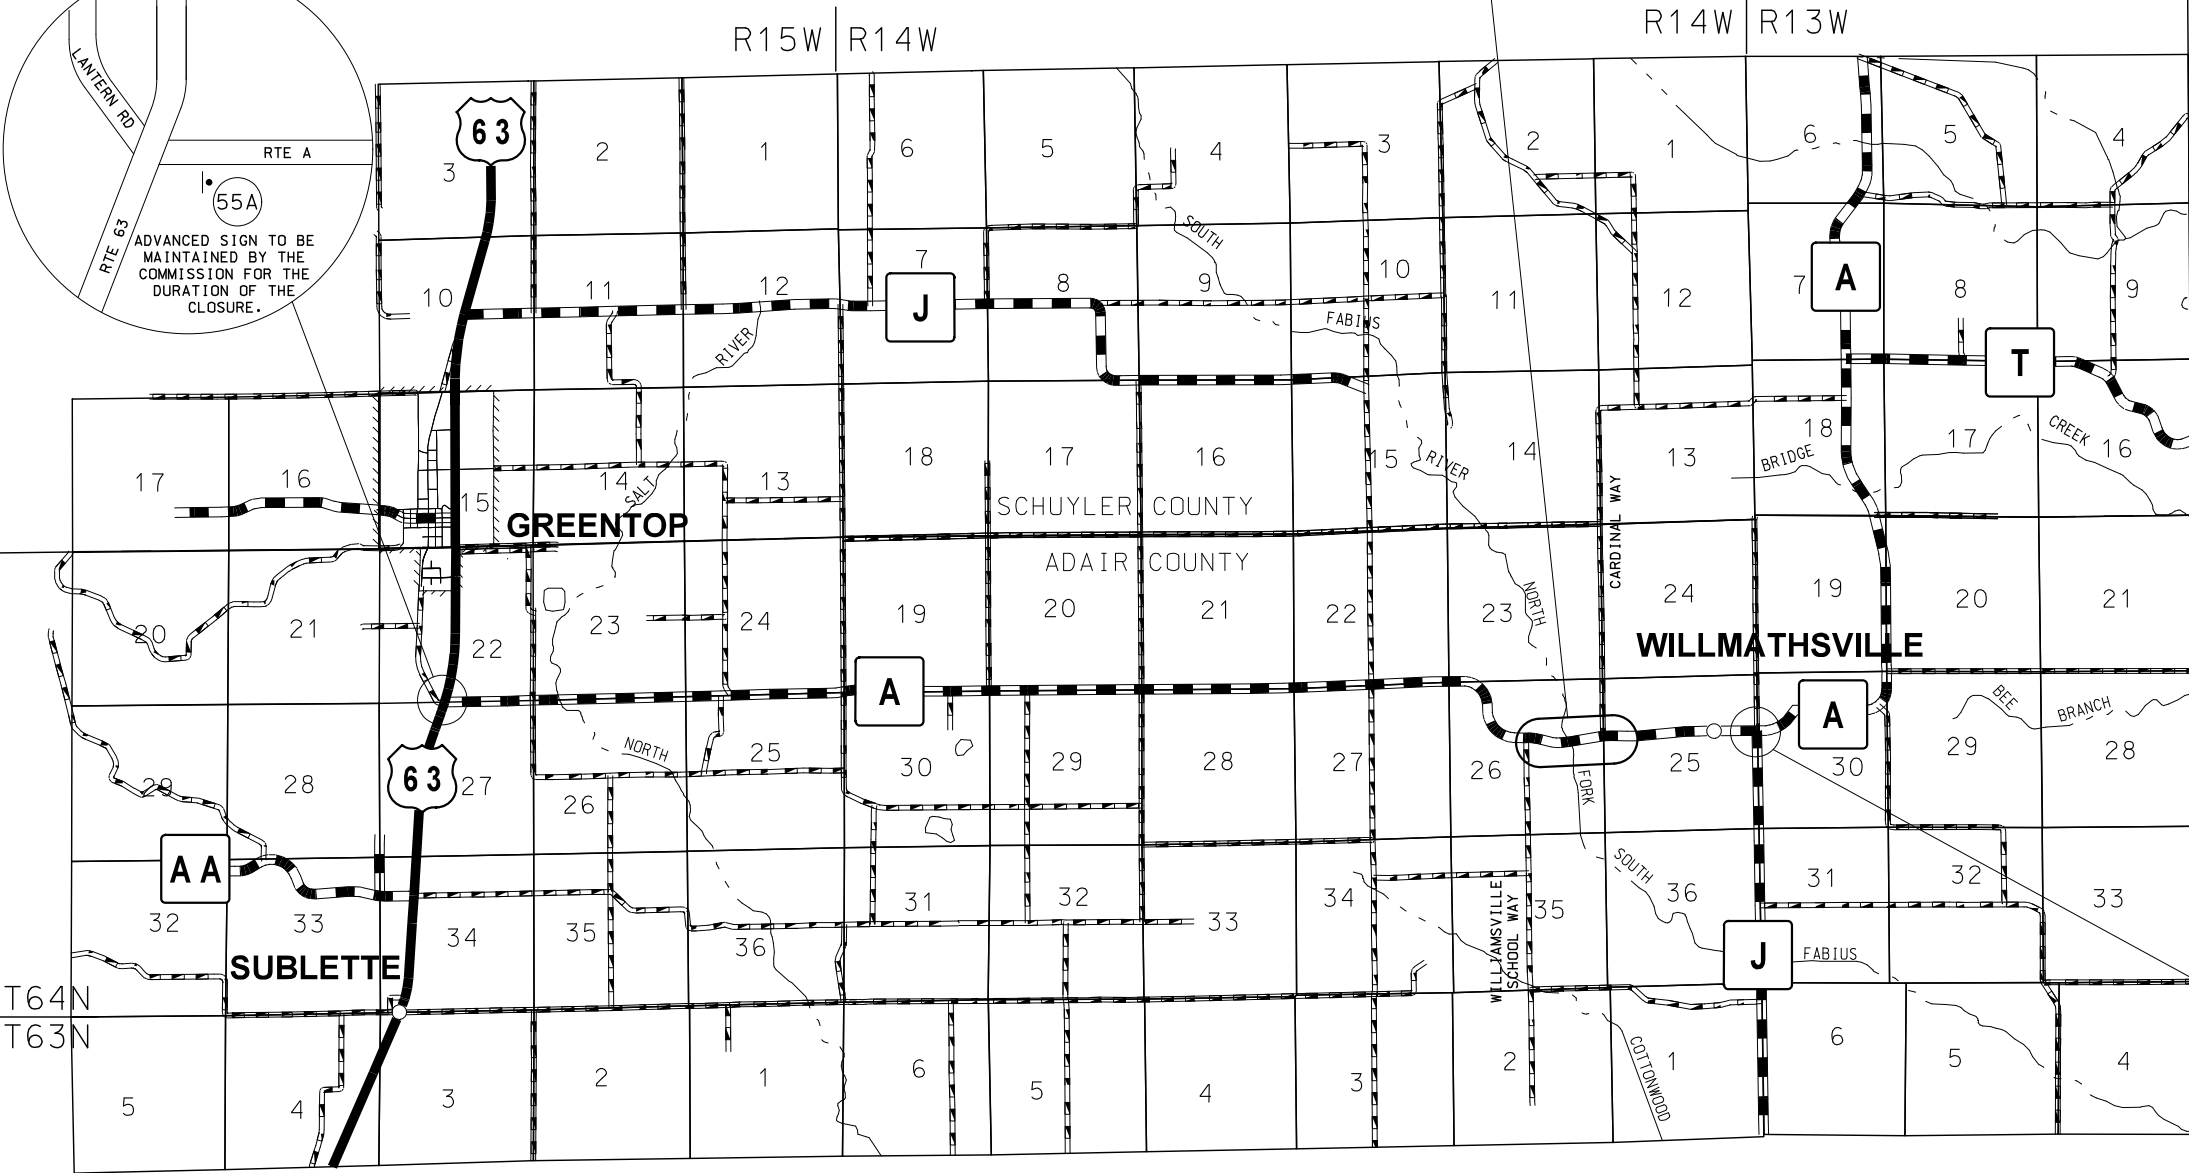 R15W R14W
R14W R13W
LANTERN RD
RTE A
55A
RTE 63
ADVANCED SIGN TO BE
MAINTAINED BY THE
COMMISSION FOR THE
DURATION OF THE
CLOSURE.
63
3 2 1 6 5 4 3 2 1 6 5 4
SOUTH
10 11 12 7 8 9 10 11 12 7 8 9
J
A
T
FABIUS
RIVER
17 16 15 14 13 18 17 16 15 14 13 18 17 16
SALT
RIVER
BRIDGE
CREEK
GREENTOP
SCHUYLER COUNTY
ADAIR COUNTY
CARDINAL WAY
NORTH
20 21 22 23 24 19 20 21 22 23 24 19 20 21
WILLMATHSVILLE
A
A
BEE
BRANCH
NORTH
FORK
63
29 28 27 26 25 30 29 28 27 26 25 30 29 28
AA
SOUTH
32 33 34 35 36 31 32 33 34 35 36 31 32 33
WILLIAMSVILLE
SCHOOL WAY
SUBLETTE
J
FABIUS
T64N
T63N
COTTONWOOD
5 4 3 2 1 6 5 4 3 2 1 6 5 4